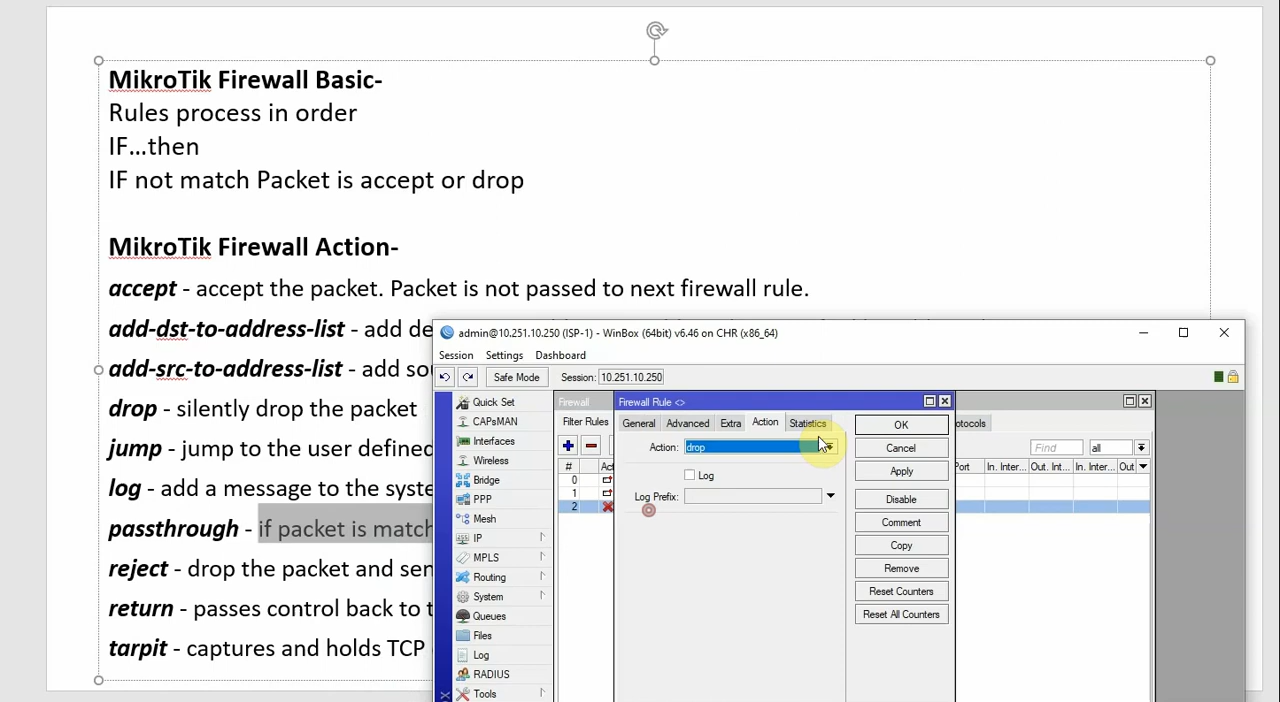 MikroTik Firewall Basic-
Rules process in order
IF...then
IF not match Packet is accept or drop
MikroTik Firewall Action-
accept - accept the packet. Packet is not passed to next firewall rule.
add-dst-to-address-list - add de
add-src-to-address-list - add sou
drop - silently drop the packet
jump - jump to the user defined
log - add a message to the syste
passthrough - if packet is match
reject - drop the packet and sen
return - passes control back to t
tarpit - captures and holds TCP
admin@10.251.10.250 (ISP-1) - WinBox (64bit) v6.46 on CHR (x86_64)
Session Settings Dashboard
Safe Mode Session: 10.251.10.250
Quick Set
CAPsMAN
Interfaces
Wireless
Bridge
PPP
Mesh
IP
MPLS
Routing
System
Queues
Files
Log
RADIUS
Tools
Firewall
Filter Rules
# Act
0
1
2
Firewall Rule <>
General Advanced Extra Action Statistics
Action: drop
Log
Log Prefix:
OK
Cancel
Apply
Disable
Comment
Copy
Remove
Reset Counters
Reset All Counters
otocols
Find all
Port In. Inter... Out. Int... In. Inter... Out